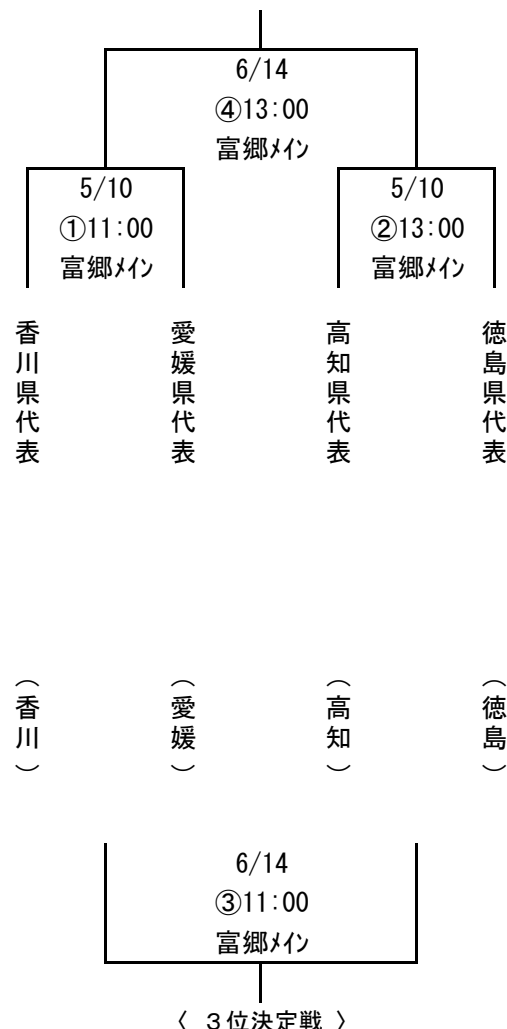 6/14
④13:00
富郷ﾒｲﾝ
5/10
①11:00
富郷ﾒｲﾝ
5/10
②13:00
富郷ﾒｲﾝ
香川県代表
愛媛県代表
高知県代表
徳島県代表
（香川）
（愛媛）
（高知）
（徳島）
6/14
③11:00
富郷ﾒｲﾝ
〈 ３位決定戦 〉